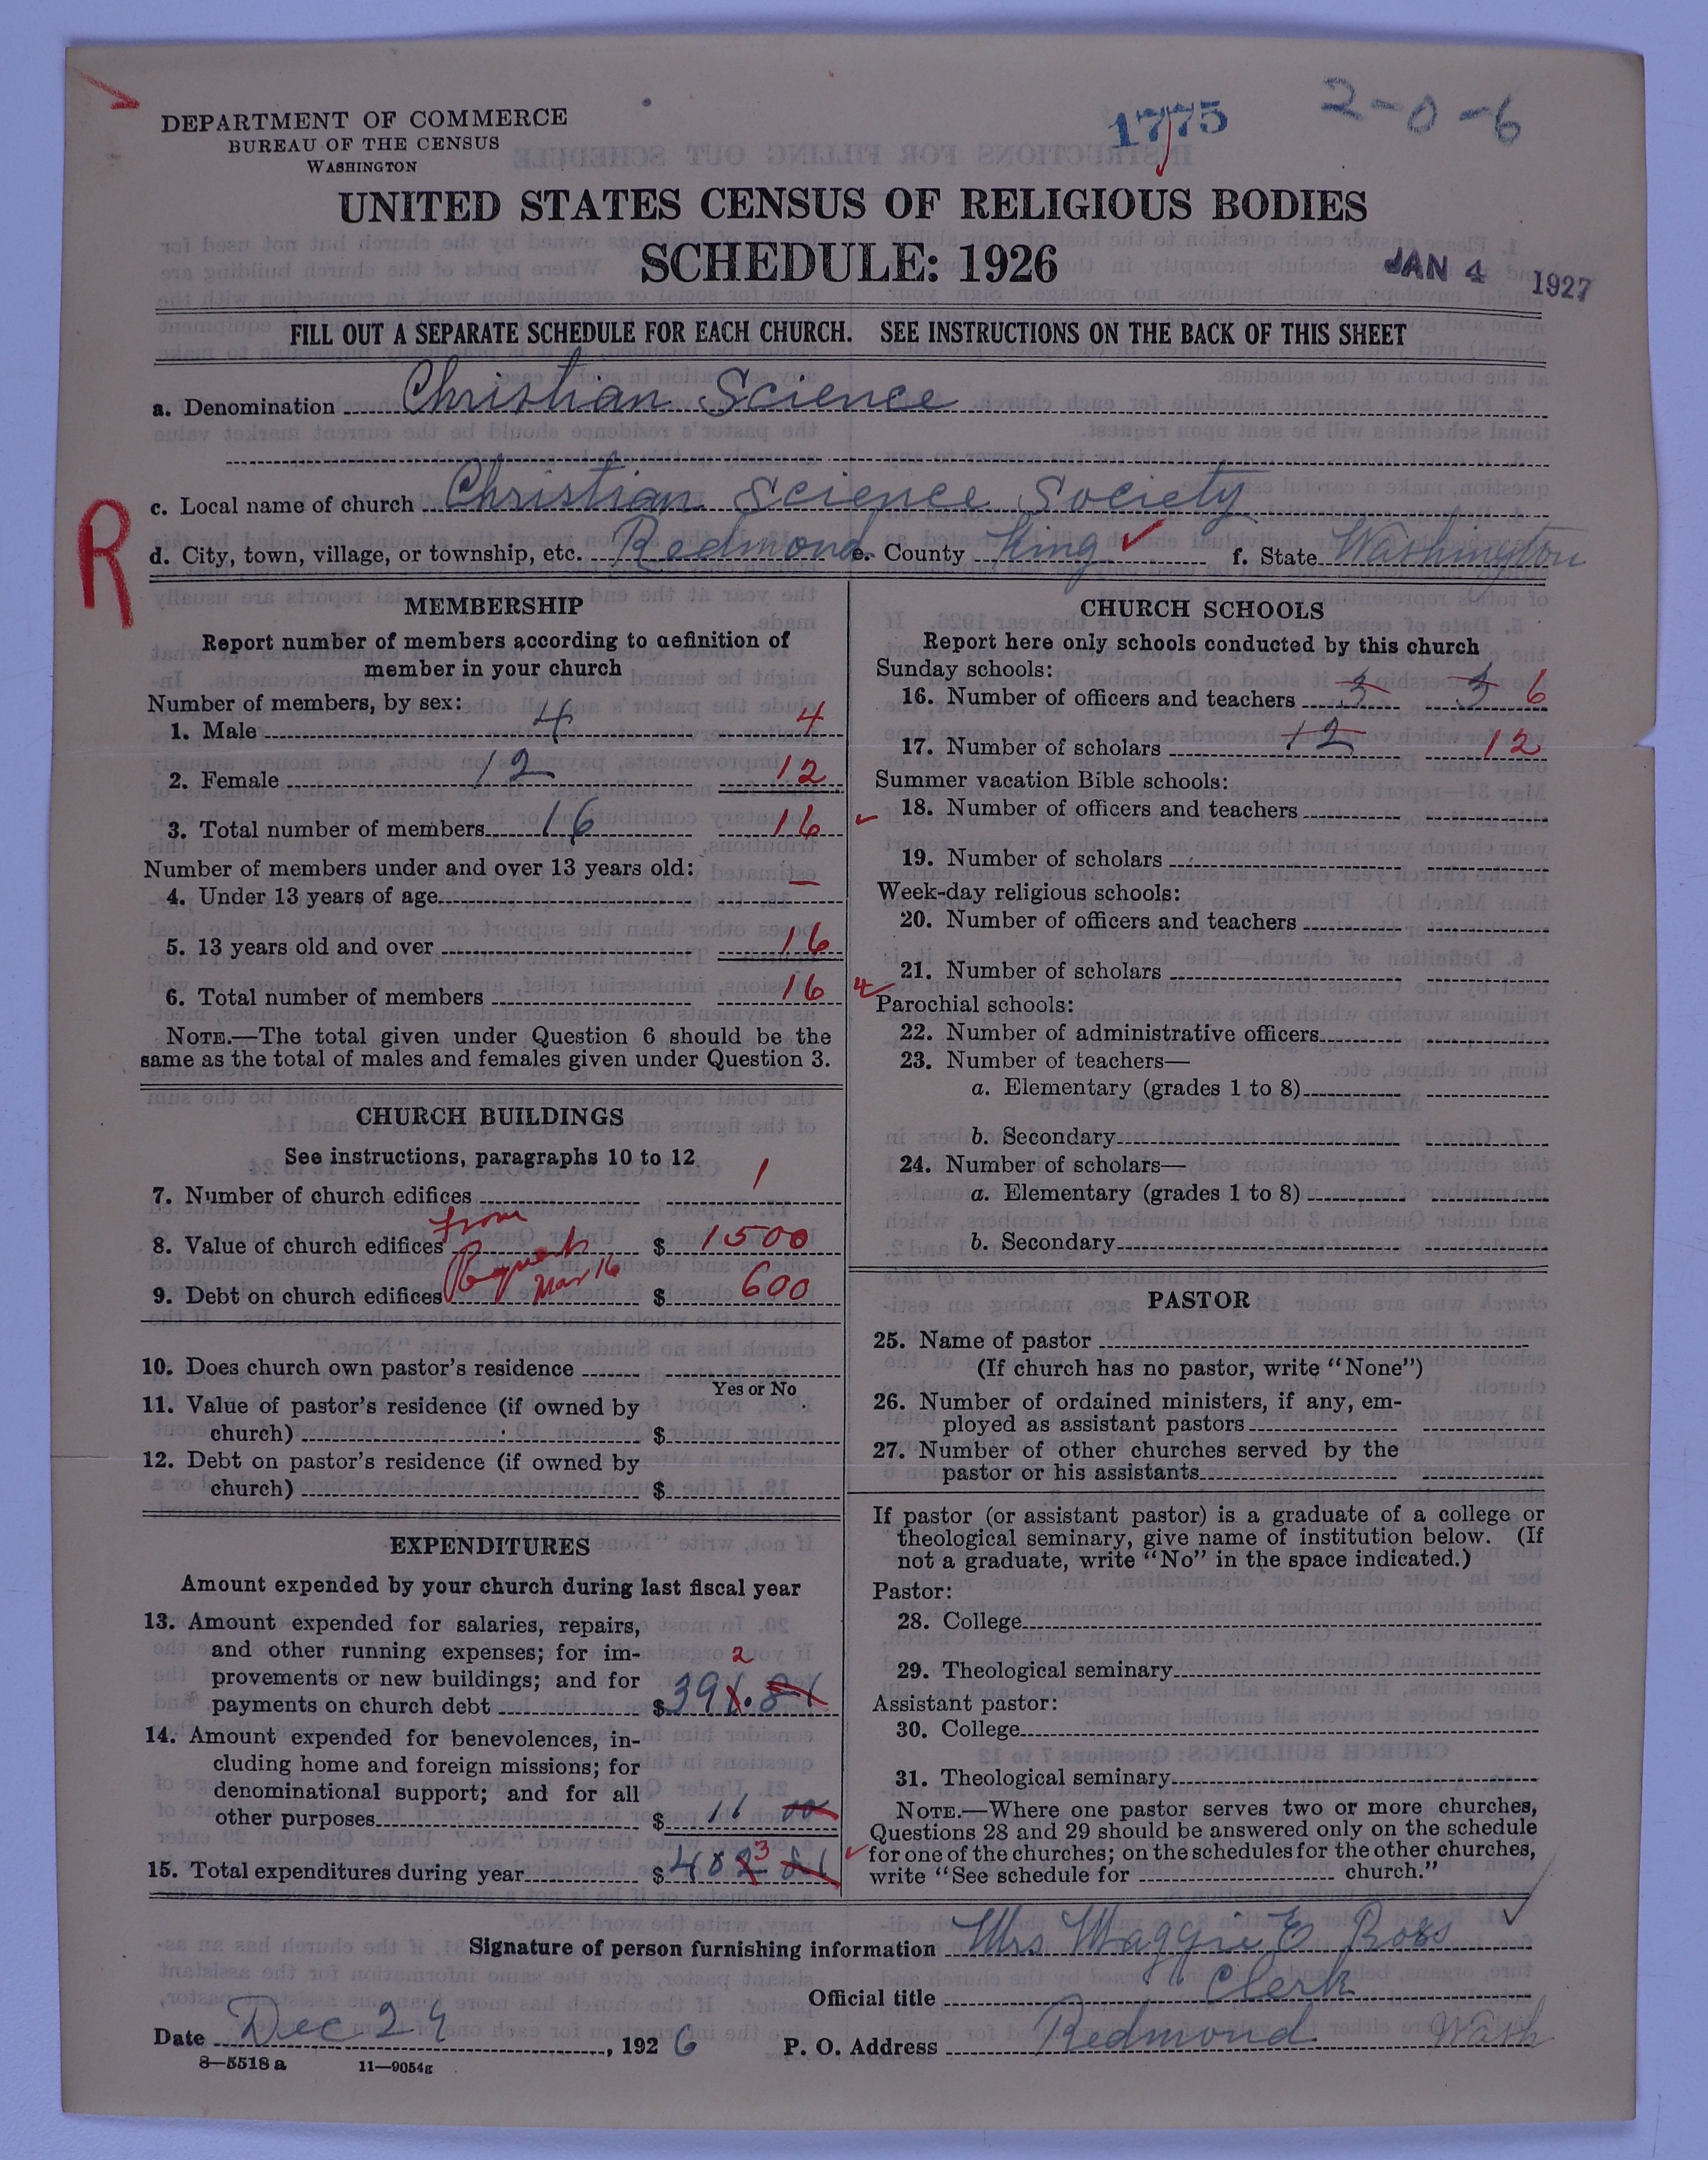 DEPARTMENT OF COMMERCE
BUREAU OF THE CENSUS
WASHINGTON
1775
2-0-6
UNITED STATES CENSUS OF RELIGIOUS BODIES
SCHEDULE: 1926
JAN 4 1927
FILL OUT A SEPARATE SCHEDULE FOR EACH CHURCH. SEE INSTRUCTIONS ON THE BACK OF THIS SHEET
a. Denomination Christian Science
c. Local name of church Christian Science Society
R
d. City, town, village, or township, etc. Redmond e. County King f. State Washington
MEMBERSHIP
Report number of members according to definition of
member in your church
Number of members, by sex:
1. Male 4 4
2. Female 12 12
3. Total number of members 16 16
Number of members under and over 13 years old:
4. Under 13 years of age —
5. 13 years old and over 16
6. Total number of members 16
NOTE.—The total given under Question 6 should be the
same as the total of males and females given under Question 3.
CHURCH BUILDINGS
See instructions, paragraphs 10 to 12
7. Number of church edifices 1
from
8. Value of church edifices $ 1500
Mar 16
9. Debt on church edifices $ 600
10. Does church own pastor's residence
Yes or No
11. Value of pastor's residence (if owned by
church) $
12. Debt on pastor's residence (if owned by
church) $
EXPENDITURES
Amount expended by your church during last fiscal year
13. Amount expended for salaries, repairs,
and other running expenses; for im-
2
provements or new buildings; and for
payments on church debt $ 391.81
14. Amount expended for benevolences, in-
cluding home and foreign missions; for
denominational support; and for all
other purposes $ 11 00
3
15. Total expenditures during year $ 402 81
CHURCH SCHOOLS
Report here only schools conducted by this church
Sunday schools:
16. Number of officers and teachers 3 3 6
17. Number of scholars 12 12
Summer vacation Bible schools:
18. Number of officers and teachers
19. Number of scholars
Week-day religious schools:
20. Number of officers and teachers
21. Number of scholars
4
Parochial schools:
22. Number of administrative officers
23. Number of teachers—
a. Elementary (grades 1 to 8)
b. Secondary
24. Number of scholars—
a. Elementary (grades 1 to 8)
b. Secondary
PASTOR
25. Name of pastor
(If church has no pastor, write "None")
26. Number of ordained ministers, if any, em-
ployed as assistant pastors
27. Number of other churches served by the
pastor or his assistants
If pastor (or assistant pastor) is a graduate of a college or
theological seminary, give name of institution below. (If
not a graduate, write "No" in the space indicated.)
Pastor:
28. College
29. Theological seminary
Assistant pastor:
30. College
31. Theological seminary
NOTE.—Where one pastor serves two or more churches,
Questions 28 and 29 should be answered only on the schedule
for one of the churches; on the schedules for the other churches,
write "See schedule for church."
Signature of person furnishing information Mrs Maggie E Ross
Official title Clerk
Date Dec 24, 1926 P. O. Address Redmond Wash
8—5518 a 11—9054g